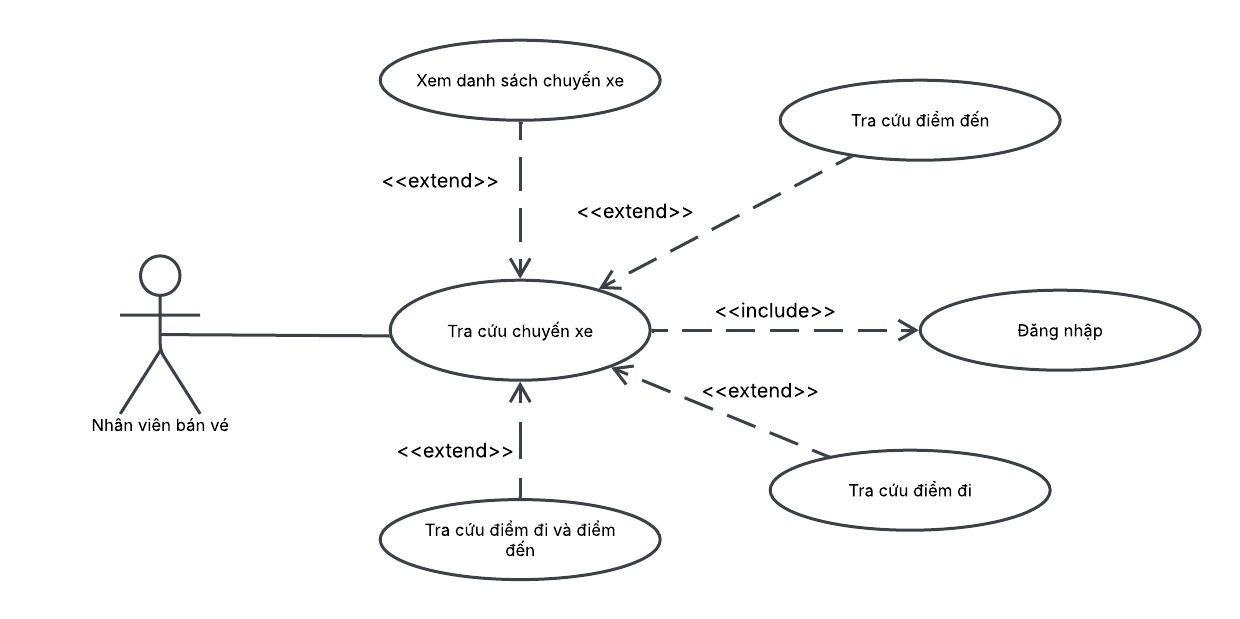 Xem danh sách chuyến xe
Tra cứu điểm đến
<<extend>>
<<extend>>
<<include>>
Tra cứu chuyến xe
Đăng nhập
<<extend>>
Nhân viên bán vé
<<extend>>
Tra cứu điểm đi
Tra cứu điểm đi và điểm
đến